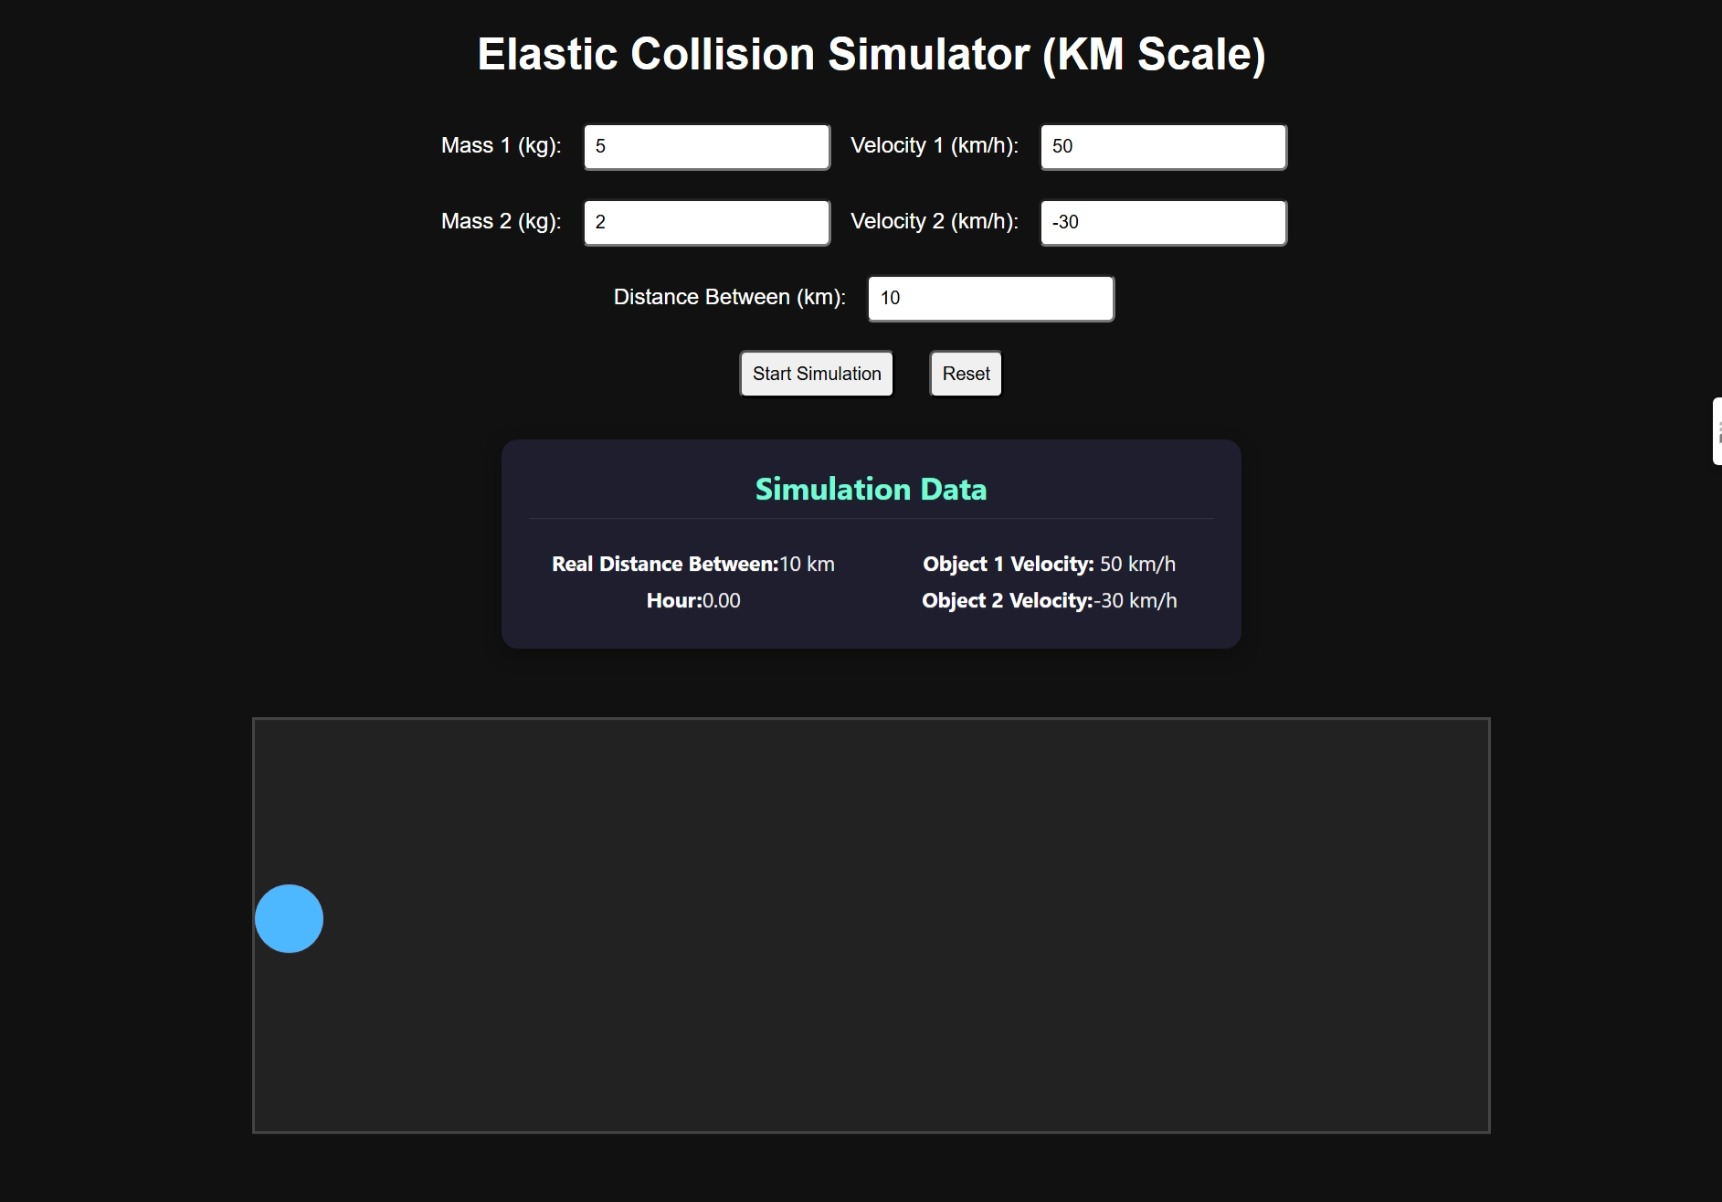 Elastic Collision Simulator (KM Scale)
Mass 1 (kg): 5 Velocity 1 (km/h): 50
Mass 2 (kg): 2 Velocity 2 (km/h): -30
Distance Between (km): 10
Start Simulation Reset
Simulation Data
Real Distance Between:10 km Object 1 Velocity: 50 km/h
Hour:0.00 Object 2 Velocity:-30 km/h